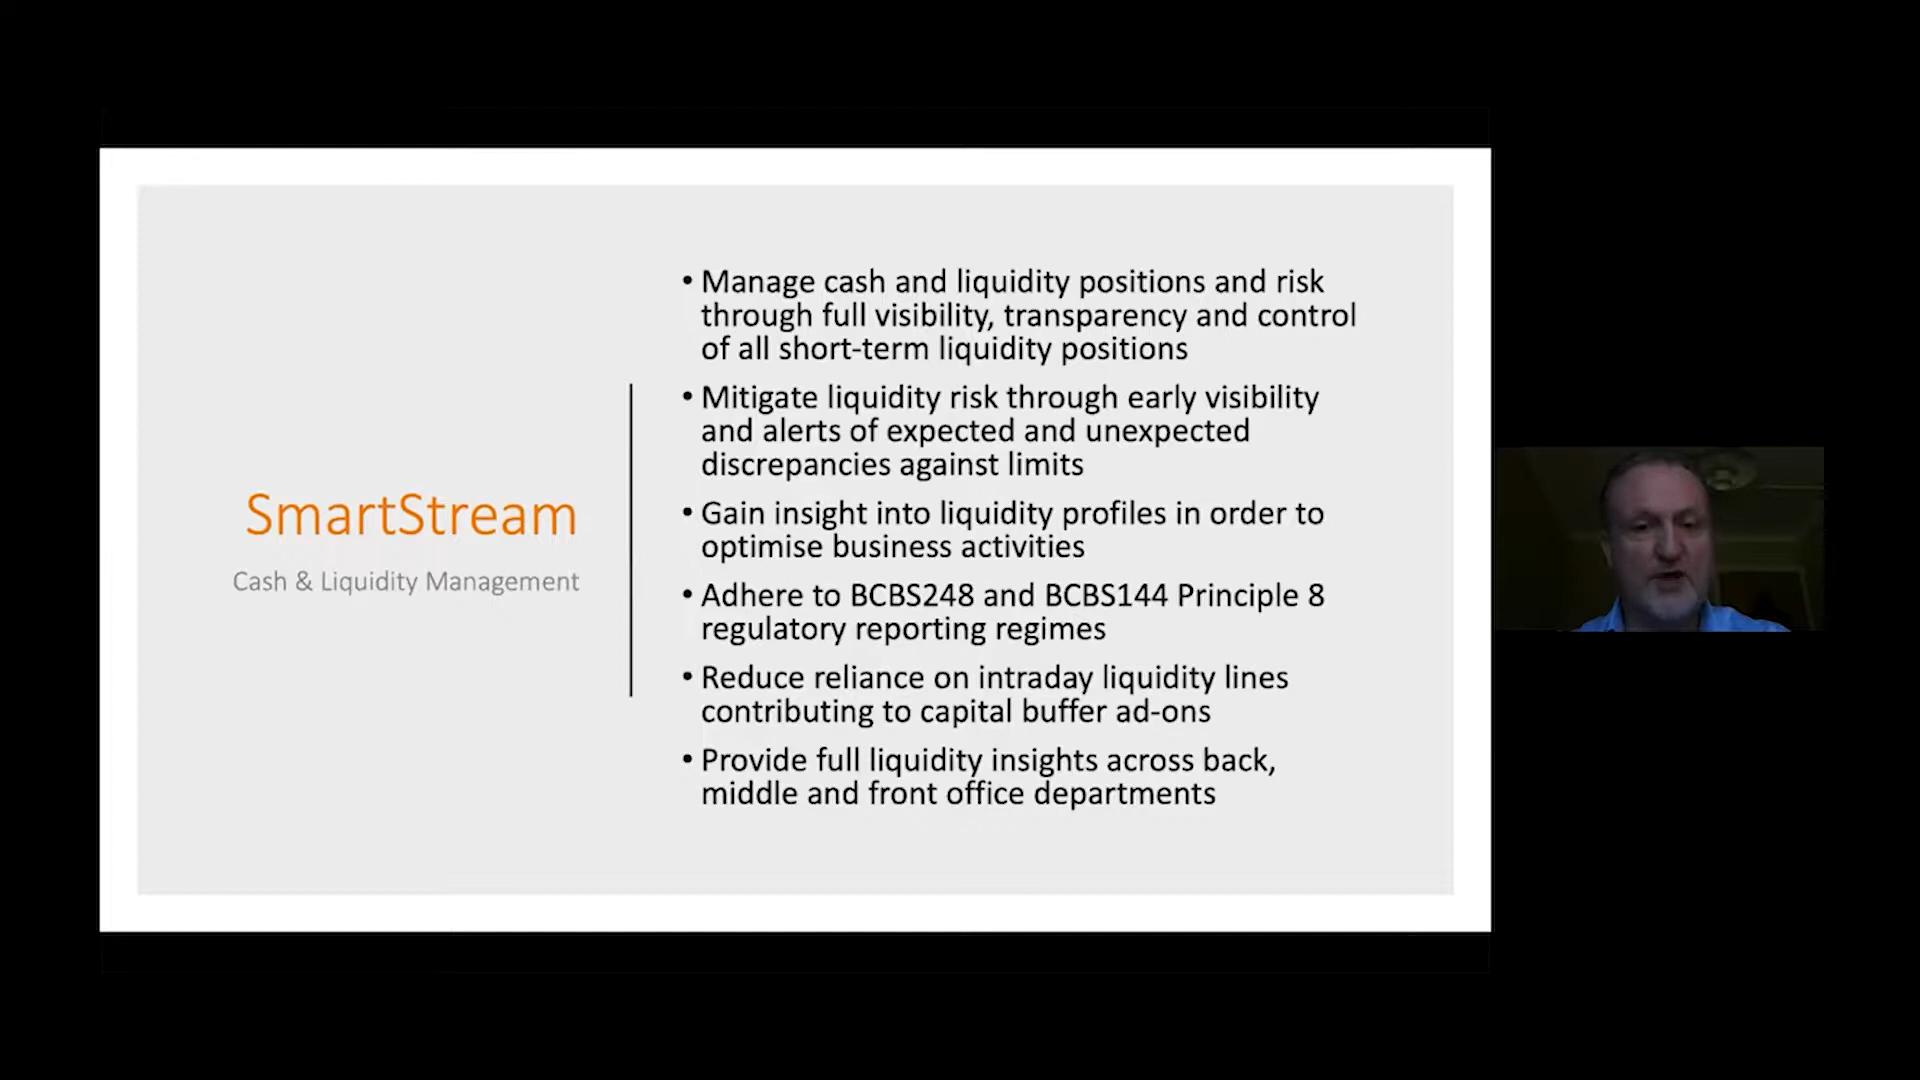 SmartStream
Cash & Liquidity Management
• Manage cash and liquidity positions and risk
through full visibility, transparency and control
of all short-term liquidity positions
• Mitigate liquidity risk through early visibility
and alerts of expected and unexpected
discrepancies against limits
• Gain insight into liquidity profiles in order to
optimise business activities
• Adhere to BCBS248 and BCBS144 Principle 8
regulatory reporting regimes
• Reduce reliance on intraday liquidity lines
contributing to capital buffer ad-ons
• Provide full liquidity insights across back,
middle and front office departments